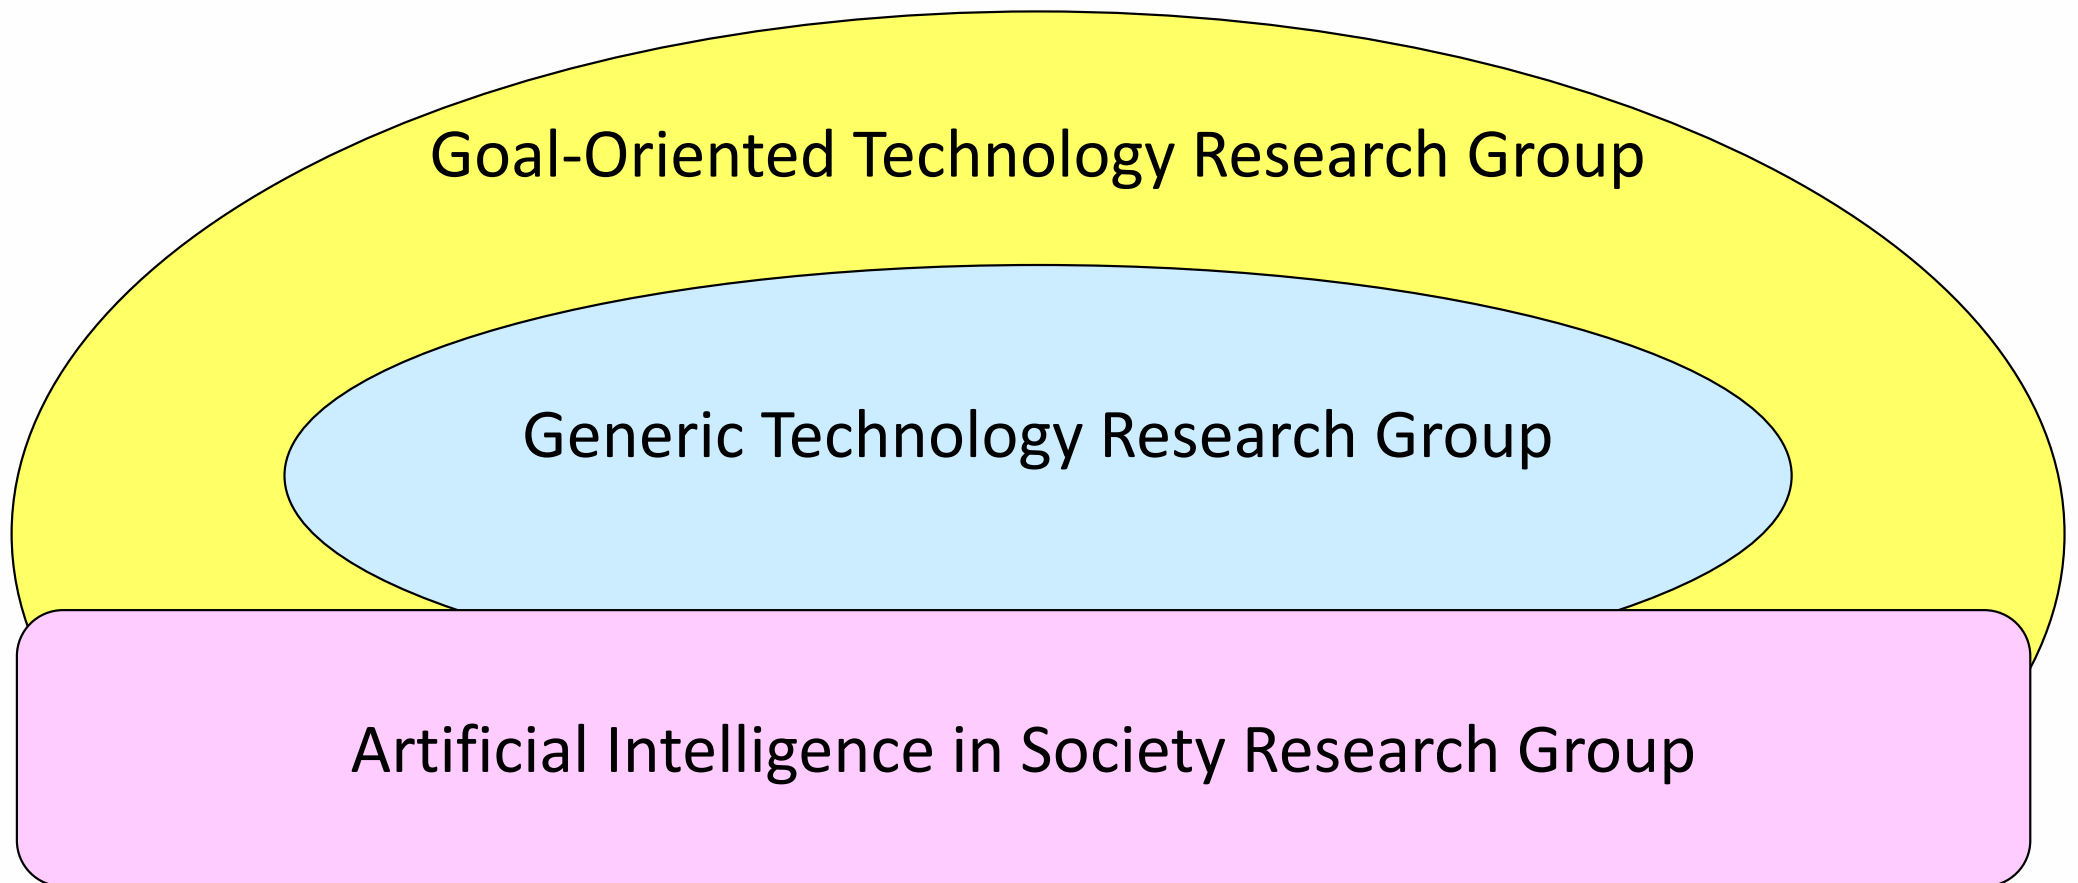 Goal-Oriented Technology Research Group
Generic Technology Research Group
Artificial Intelligence in Society Research Group